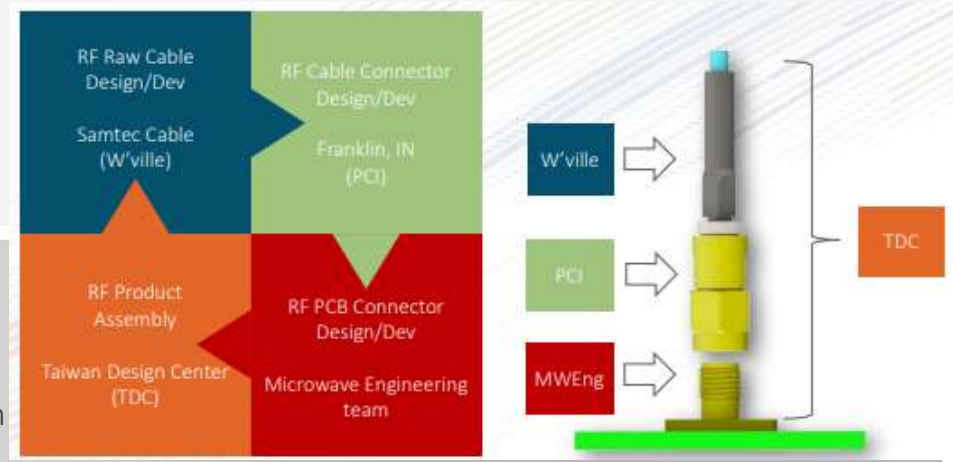 RF Raw Cable
Design/Dev
Samtec Cable
(W'ville)
RF Cable Connector
Design/Dev
Franklin, IN
(PCI)
RF Product
Assembly
Taiwan Design Center
(TDC)
RF PCB Connector
Design/Dev
Microwave Engineering
team
W'ville
PCI
MWEng
TDC
n